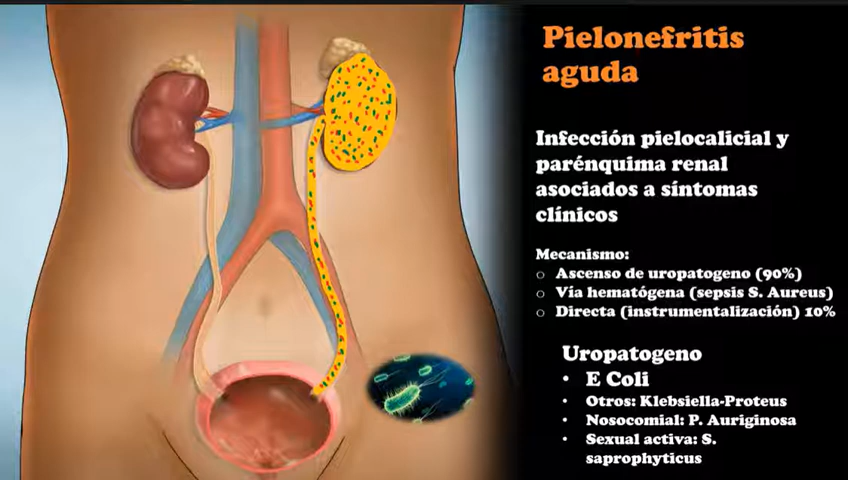 Pielonefritis
aguda
Infección pielocalicial y
parénquima renal
asociados a síntomas
clínicos
Mecanismo:
o Ascenso de uropatogeno (90%)
o Vía hematógena (sepsis S. Aureus)
o Directa (instrumentalización) 10%
Uropatogeno
• E Coli
• Otros: Klebsiella-Proteus
• Nosocomial: P. Auriginosa
• Sexual activa: S.
saprophyticus